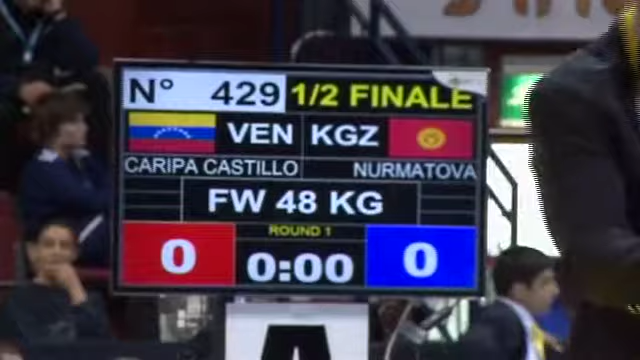 N° 429 1/2 FINALE
VEN KGZ
CARIPA CASTILLO NURMATOVA
FW 48 KG
ROUND 1
0 0:00 0
A